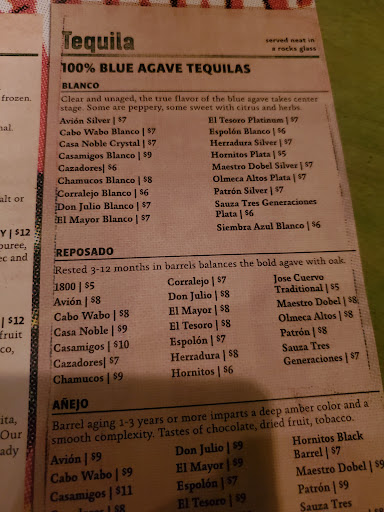 frozen.
nal.
alt or
Y | $12
puree,
ec and
| $12
fruit
co,
ita,
Our
ady
Tequila
served neat in
a rocks glass
100% BLUE AGAVE TEQUILAS
BLANCO
Clear and unaged, the true flavor of the blue agave takes center
stage. Some are peppery, some sweet with citrus and herbs.
Avión Silver | $7
Cabo Wabo Blanco | $7
Casa Noble Crystal | $7
Casamigos Blanco | $9
Cazadores| $6
Chamucos Blanco | $8
Corralejo Blanco | $6
Don Julio Blanco | $7
El Mayor Blanco | $7
El Tesoro Platinum | $7
Espolón Blanco | $6
Herradura Silver | $7
Hornitos Plata | $5
Maestro Dobel Silver | $7
Olmeca Altos Plata | $7
Patrón Silver | $7
Sauza Tres Generaciones
Plata | $6
Siembra Azul Blanco | $6
REPOSADO
Rested 3-12 months in barrels balances the bold agave with oak.
1800 | $5
Avión | $8
Cabo Wabo | $8
Casa Noble | $9
Casamigos | $10
Cazadores| $7
Chamucos | $9
Corralejo | $7
Don Julio | $8
El Mayor | $8
El Tesoro | $8
Espolón | $7
Herradura | $8
Hornitos | $6
Jose Cuervo
Traditional | $5
Maestro Dobel | $8
Olmeca Altos | $8
Patrón | $8
Sauza Tres
Generaciones | $7
AÑEJO
Barrel aging 1-3 years or more imparts a deep amber color and a
smooth complexity. Tastes of chocolate, dried fruit, tobacco.
Avión | $9
Cabo Wabo | $9
Casamigos | $11
Don Julio | $9
El Mayor | $9
Espolón | $7
El Tesoro | $9
Hornitos Black
Barrel | $7
Maestro Dobel | $9
Patrón | $9
Sauza Tres